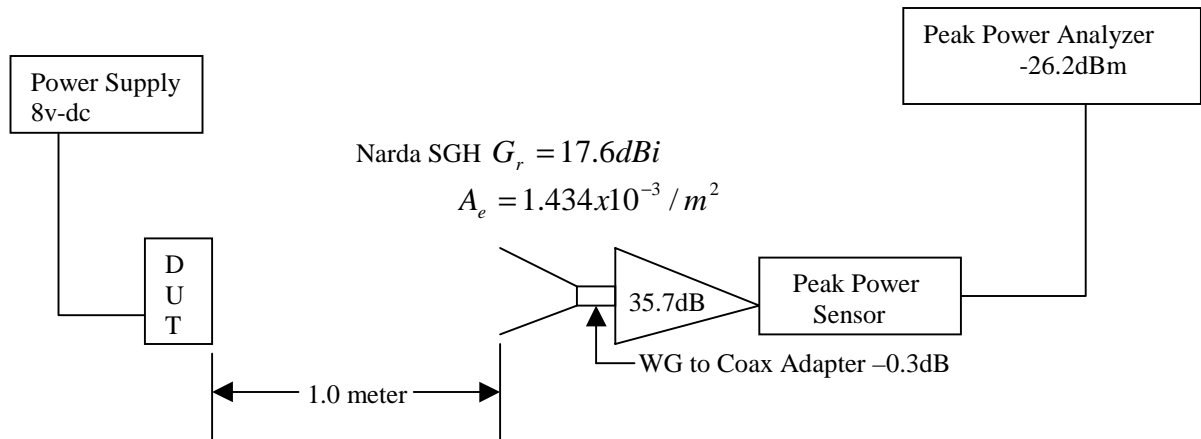 Peak Power Analyzer
-26.2dBm
Power Supply
8v-dc
Narda SGH G_r = 17.6dBi
A_e = 1.434x10^{-3} / m^2
D
U
T
35.7dB
Peak Power
Sensor
WG to Coax Adapter –0.3dB
1.0 meter